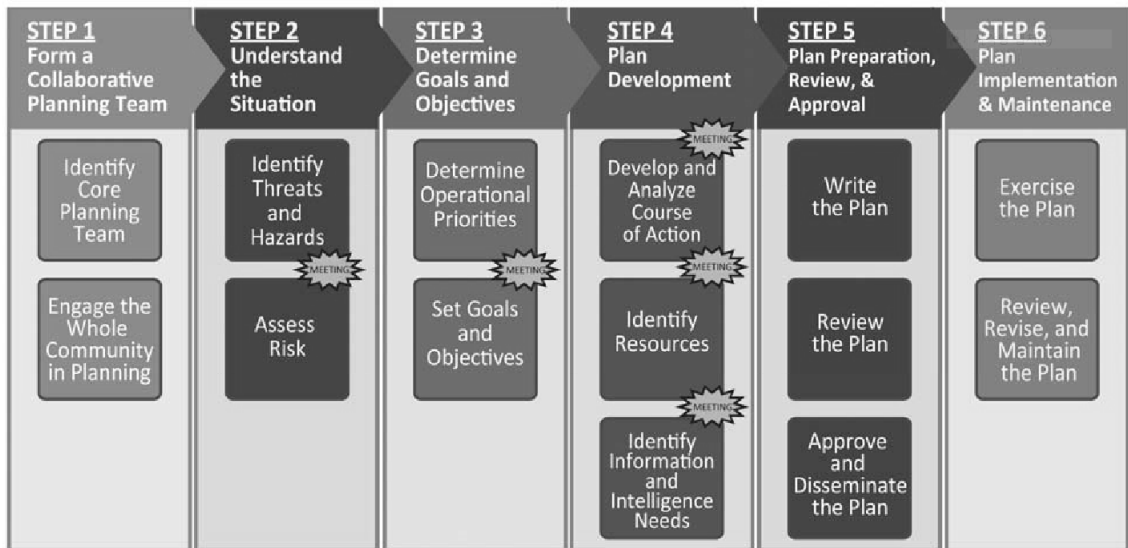 STEP 1
Form a
Collaborative
Planning Team
Identify
Core
Planning
Team
Engage the
Whole
Community
in Planning
STEP 2
Understand
the
Situation
Identify
Threats
and
Hazards
MEETING
Assess
Risk
STEP 3
Determine
Goals and
Objectives
Determine
Operational
Priorities
MEETING
Set Goals
and
Objectives
STEP 4
Plan
Development
MEETING
Develop and
Analyze
Course
of Action
MEETING
Identify
Resources
MEETING
Identify
Information
and
Intelligence
Needs
STEP 5
Plan Preparation,
Review, &
Approval
Write
the Plan
Review
the Plan
Approve
and
Disseminate
the Plan
STEP 6
Plan
Implementation
& Maintenance
Exercise
the Plan
Review,
Revise, and
Maintain
the Plan